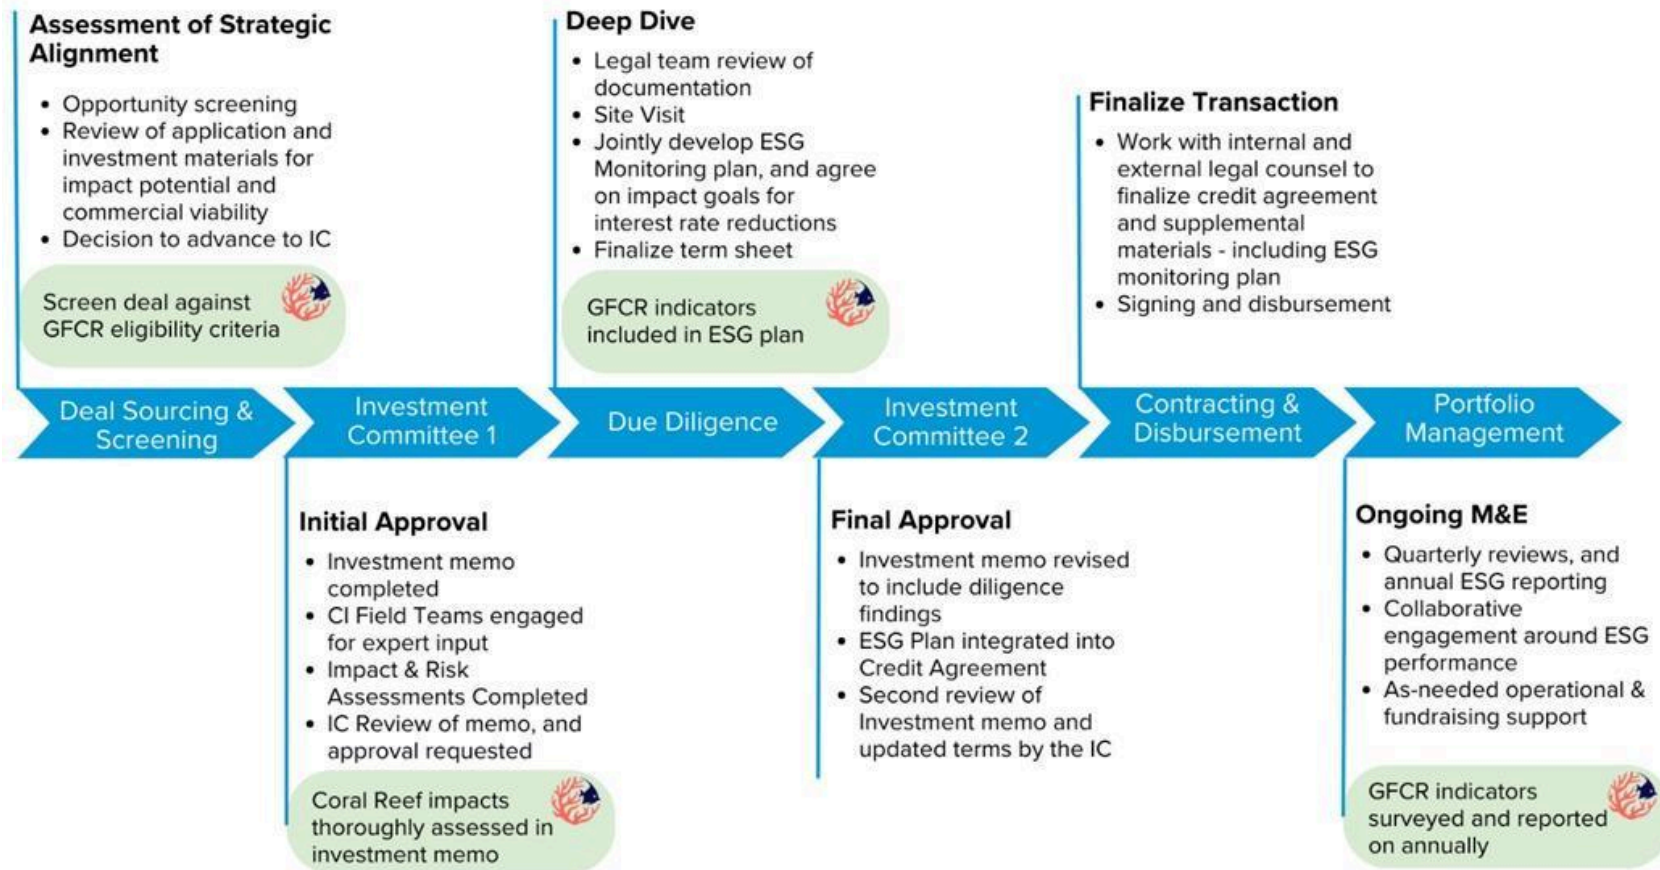 Assessment of Strategic
Alignment
• Opportunity screening
• Review of application and
investment materials for
impact potential and
commercial viability
• Decision to advance to IC
Screen deal against
GFCR eligibility criteria
Deep Dive
• Legal team review of
documentation
• Site Visit
• Jointly develop ESG
Monitoring plan, and agree
on impact goals for
interest rate reductions
• Finalize term sheet
GFCR indicators
included in ESG plan
Finalize Transaction
• Work with internal and
external legal counsel to
finalize credit agreement
and supplemental
materials - including ESG
monitoring plan
• Signing and disbursement
Deal Sourcing &
Screening
Investment
Committee 1
Due Diligence
Investment
Committee 2
Contracting &
Disbursement
Portfolio
Management
Initial Approval
• Investment memo
completed
• CI Field Teams engaged
for expert input
• Impact & Risk
Assessments Completed
• IC Review of memo, and
approval requested
Coral Reef impacts
thoroughly assessed in
investment memo
Final Approval
• Investment memo revised
to include diligence
findings
• ESG Plan integrated into
Credit Agreement
• Second review of
Investment memo and
updated terms by the IC
Ongoing M&E
• Quarterly reviews, and
annual ESG reporting
• Collaborative
engagement around ESG
performance
• As-needed operational &
fundraising support
GFCR indicators
surveyed and reported
on annually